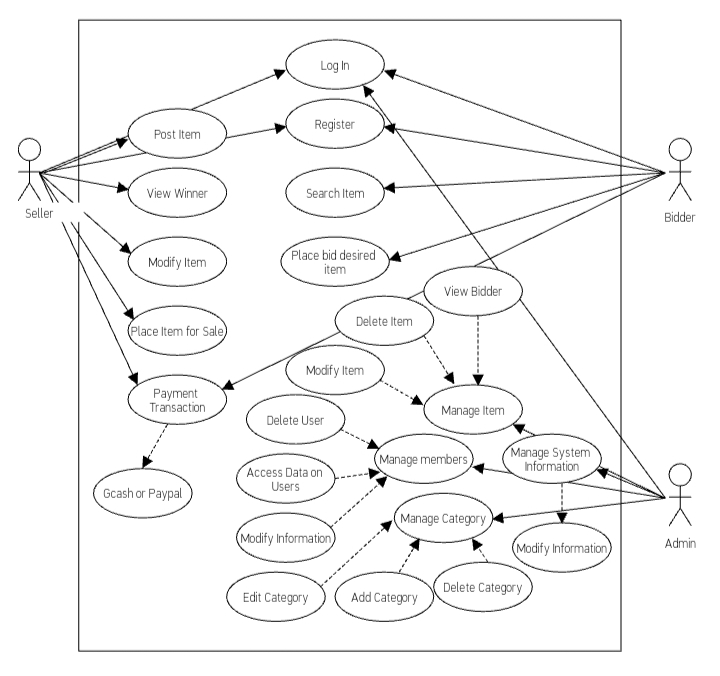 Log In
Post Item
Register
View Winner
Search Item
Seller
Bidder
Modify Item
Place bid desired
item
View Bidder
Delete Item
Place Item for Sale
Modify Item
Payment
Transaction
Manage Item
Delete User
Manage members
Manage System
Information
Access Data on
Users
Gcash or Paypal
Manage Category
Modify Information
Modify Information
Admin
Edit Category
Add Category
Delete Category